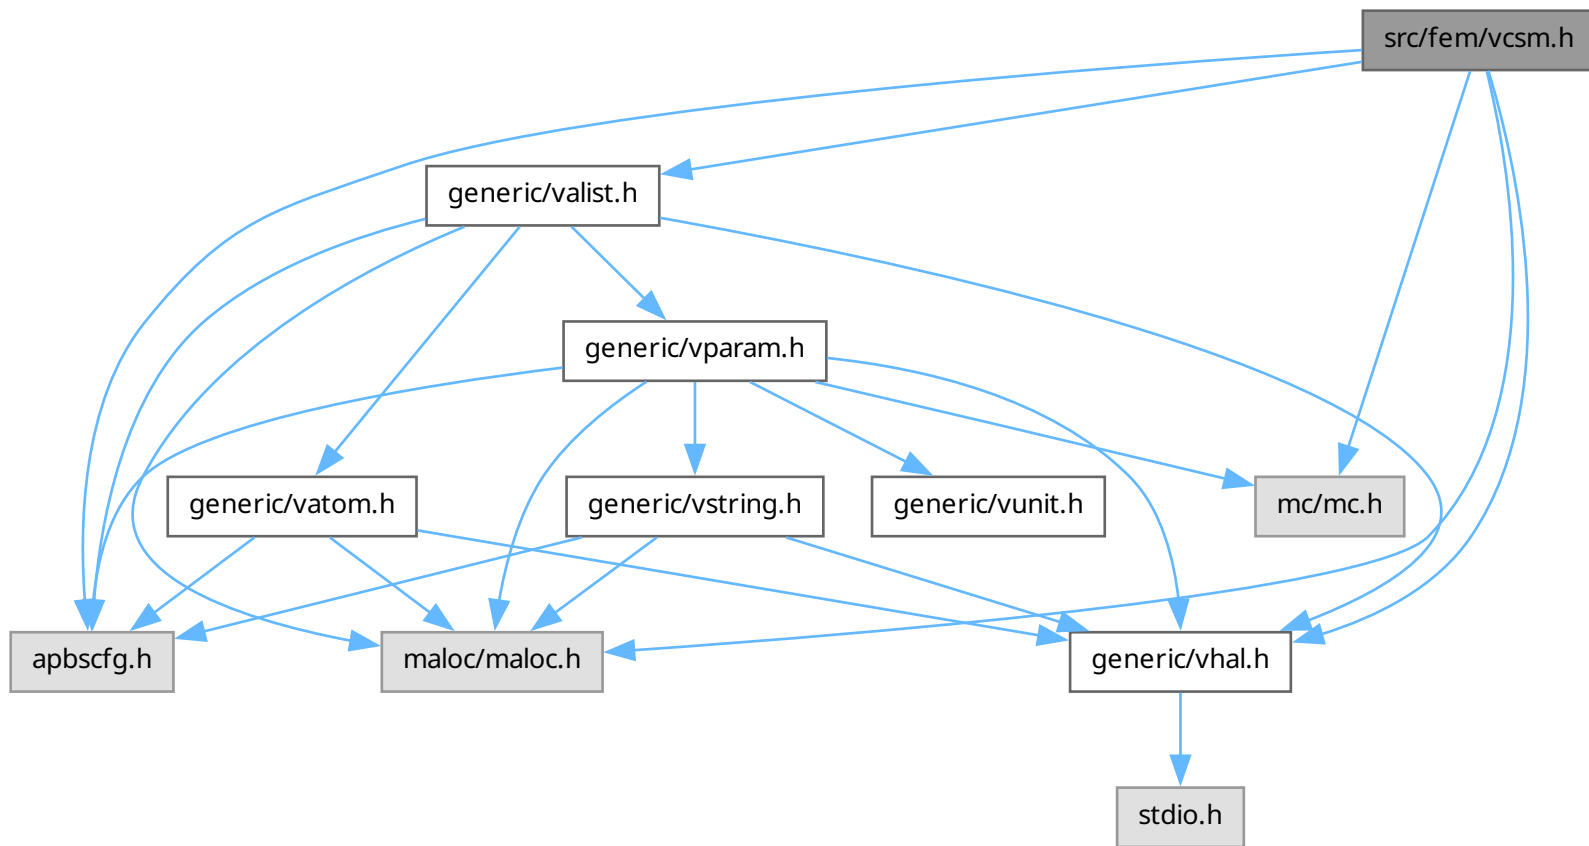 src/fem/vcsm.h
generic/valist.h
generic/vparam.h
generic/vatom.h
generic/vstring.h
generic/vunit.h
mc/mc.h
apbscfg.h
maloc/maloc.h
generic/vhal.h
stdio.h